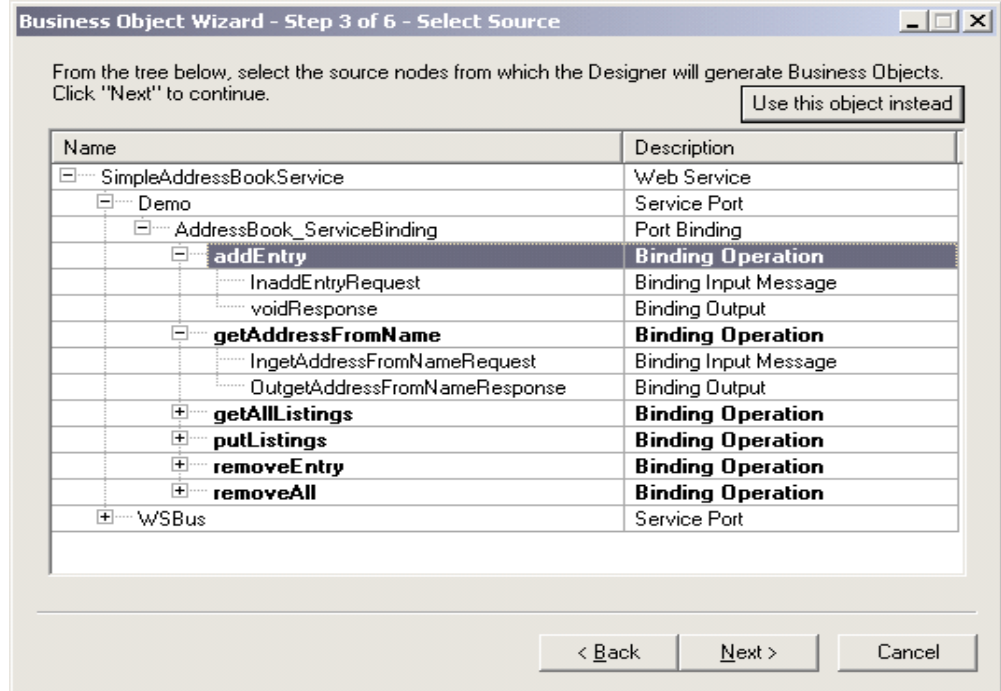 Business Object Wizard - Step 3 of 6 - Select Source
From the tree below, select the source nodes from which the Designer will generate Business Objects.
Click "Next" to continue.
Use this object instead
Name Description
SimpleAddressBookService Web Service
Demo Service Port
AddressBook_ServiceBinding Port Binding
addEntry Binding Operation
InaddEntryRequest Binding Input Message
voidResponse Binding Output
getAddressFromName Binding Operation
IngetAddressFromNameRequest Binding Input Message
OutgetAddressFromNameResponse Binding Output
getAllListings Binding Operation
putListings Binding Operation
removeEntry Binding Operation
removeAll Binding Operation
WSBus Service Port
< Back Next > Cancel